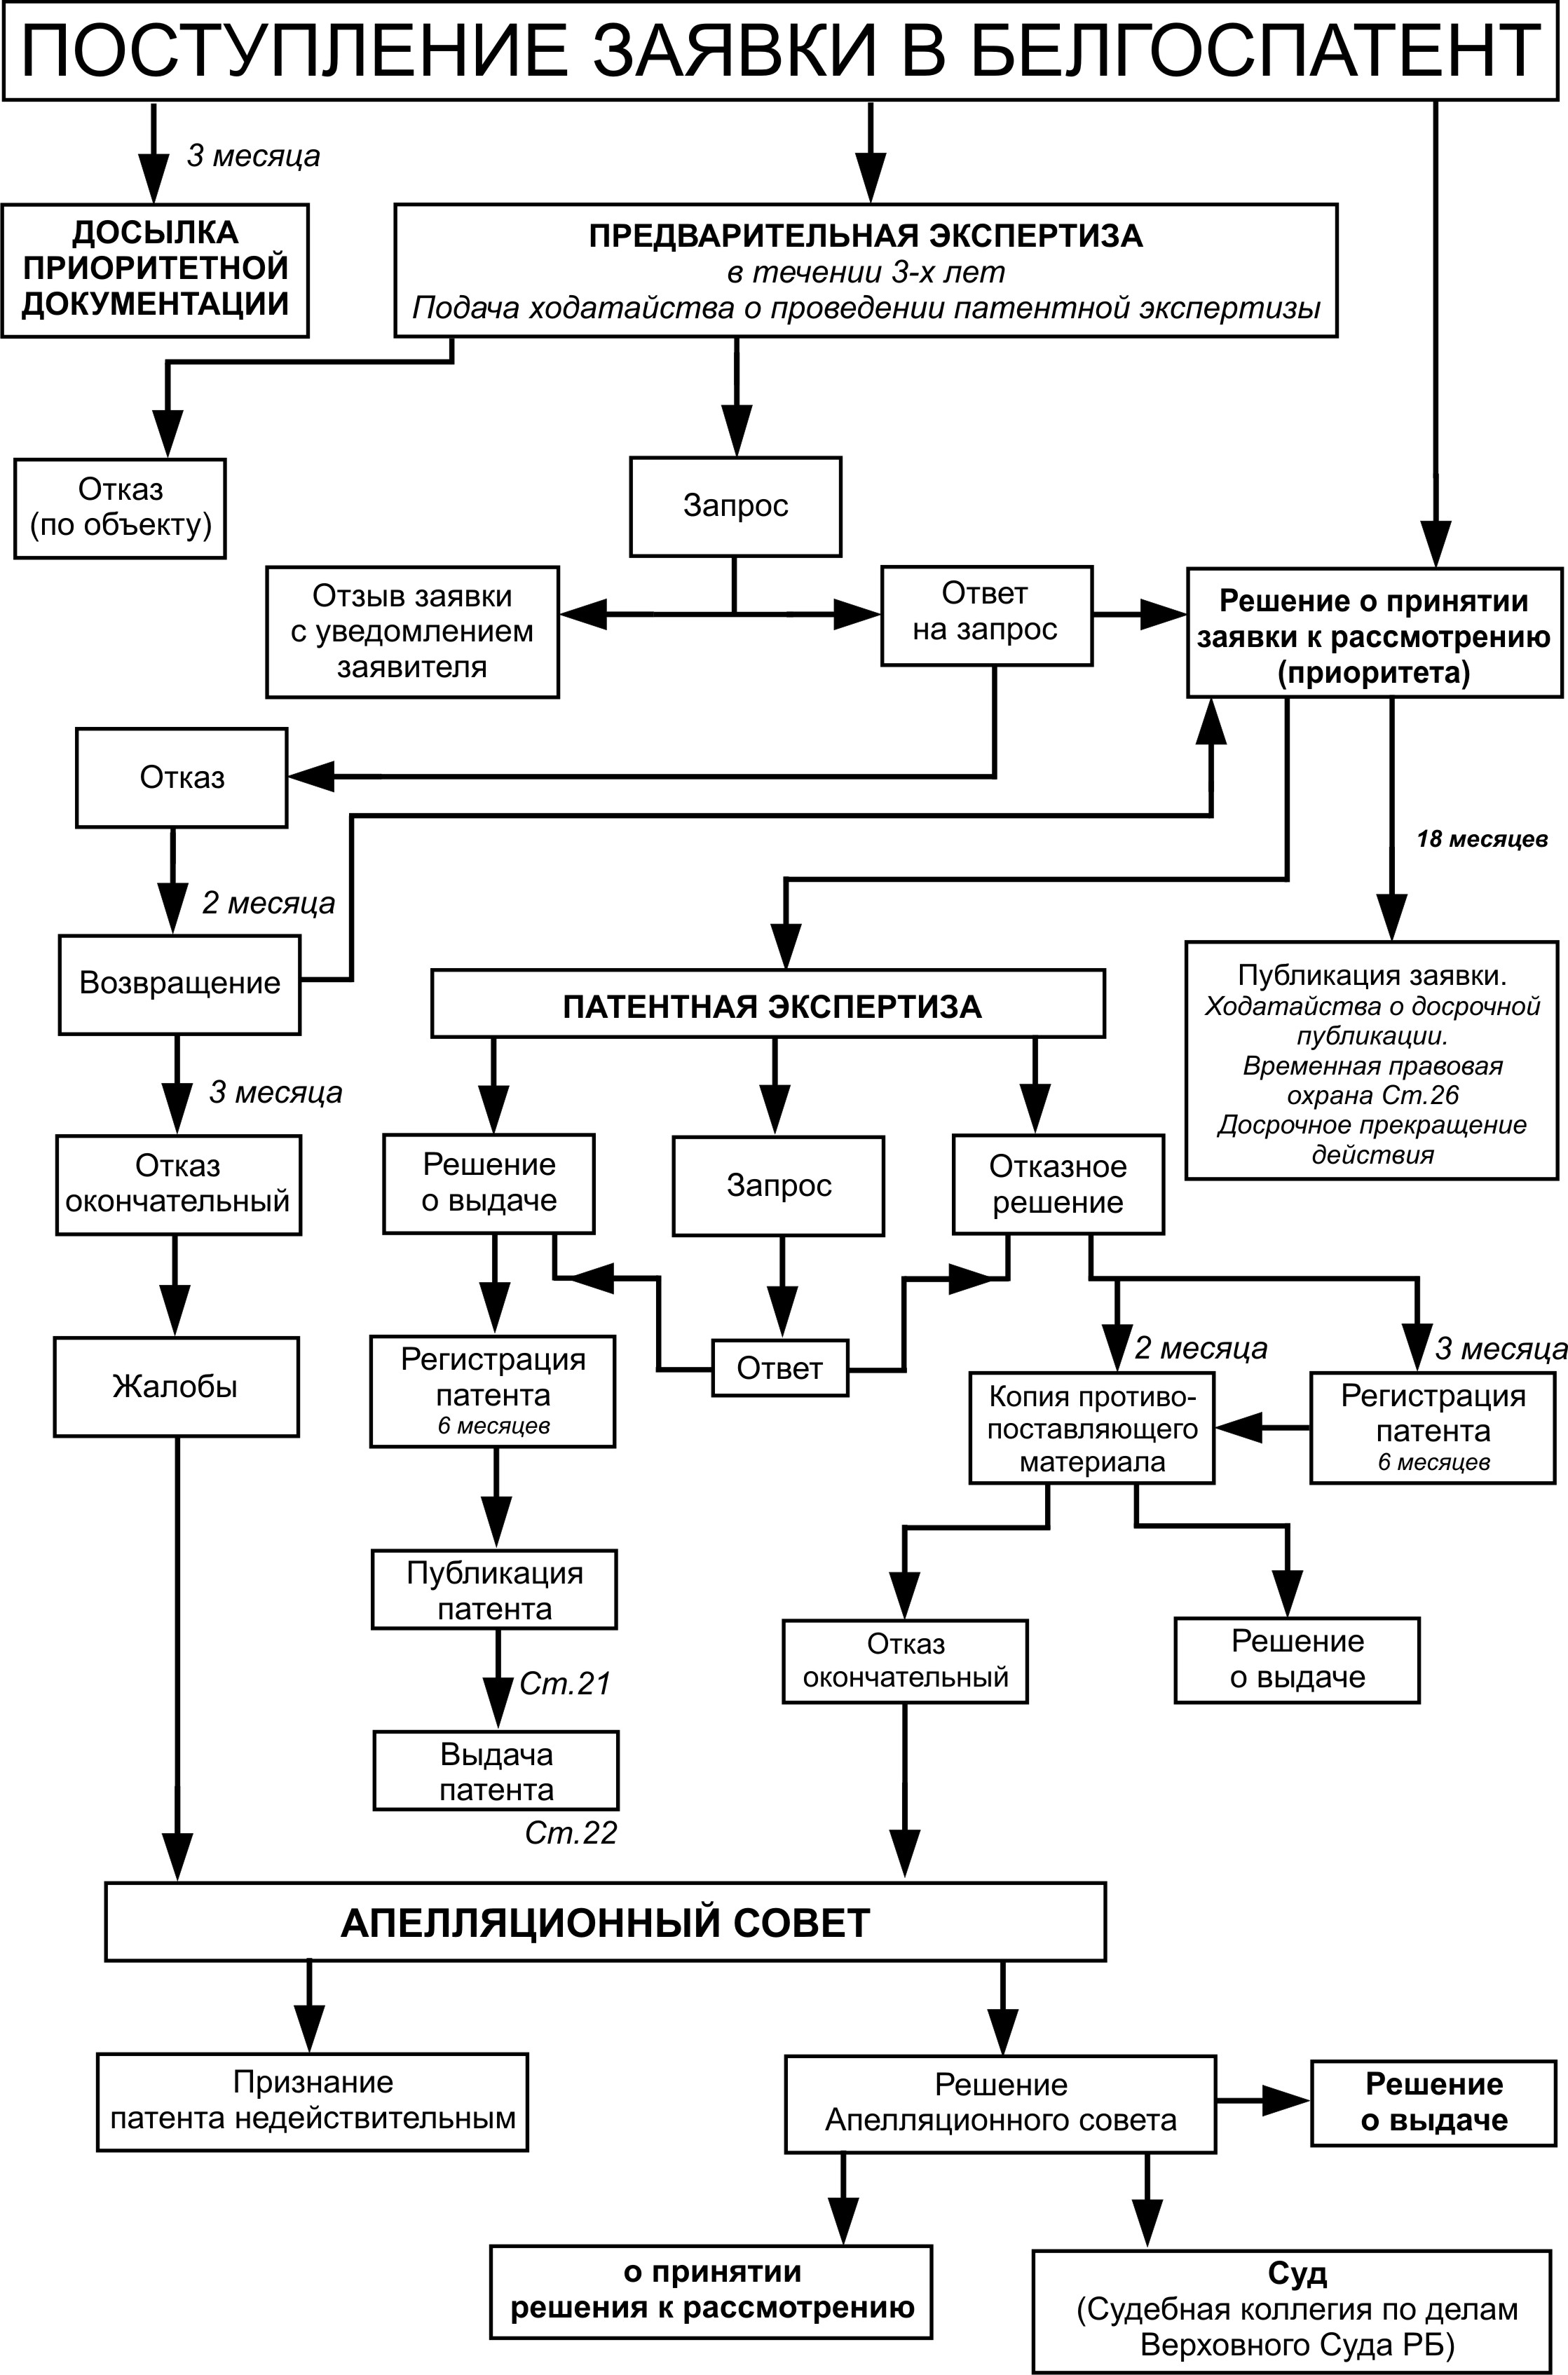 ПОСТУПЛЕНИЕ ЗАЯВКИ В БЕЛГОСПАТЕНТ
3 месяца
ДОСЫЛКА
ПРИОРИТЕТНОЙ
ДОКУМЕНТАЦИИ
ПРЕДВАРИТЕЛЬНАЯ ЭКСПЕРТИЗА
в течении 3-х лет
Подача ходатайства о проведении патентной экспертизы
Отказ
(по объекту)
Запрос
Отзыв заявки
с уведомлением
заявителя
Ответ
на запрос
Решение о принятии
заявки к рассмотрению
(приоритета)
Отказ
18 месяцев
2 месяца
Возвращение
ПАТЕНТНАЯ ЭКСПЕРТИЗА
Публикация заявки.
Ходатайства о досрочной
публикации.
Временная правовая
охрана Ст.26
Досрочное прекращение
действия
3 месяца
Отказ
окончательный
Решение
о выдаче
Запрос
Отказное
решение
Жалобы
Регистрация
патента
6 месяцев
Ответ
2 месяца
3 месяца
Копия противо-
поставляющего
материала
Регистрация
патента
6 месяцев
Публикация
патента
Отказ
окончательный
Решение
о выдаче
Ст.21
Выдача
патента
Ст.22
АПЕЛЛЯЦИОННЫЙ СОВЕТ
Признание
патента недействительным
Решение
Апелляционного совета
Решение
о выдаче
о принятии
решения к рассмотрению
Суд
(Судебная коллегия по делам
Верховного Суда РБ)